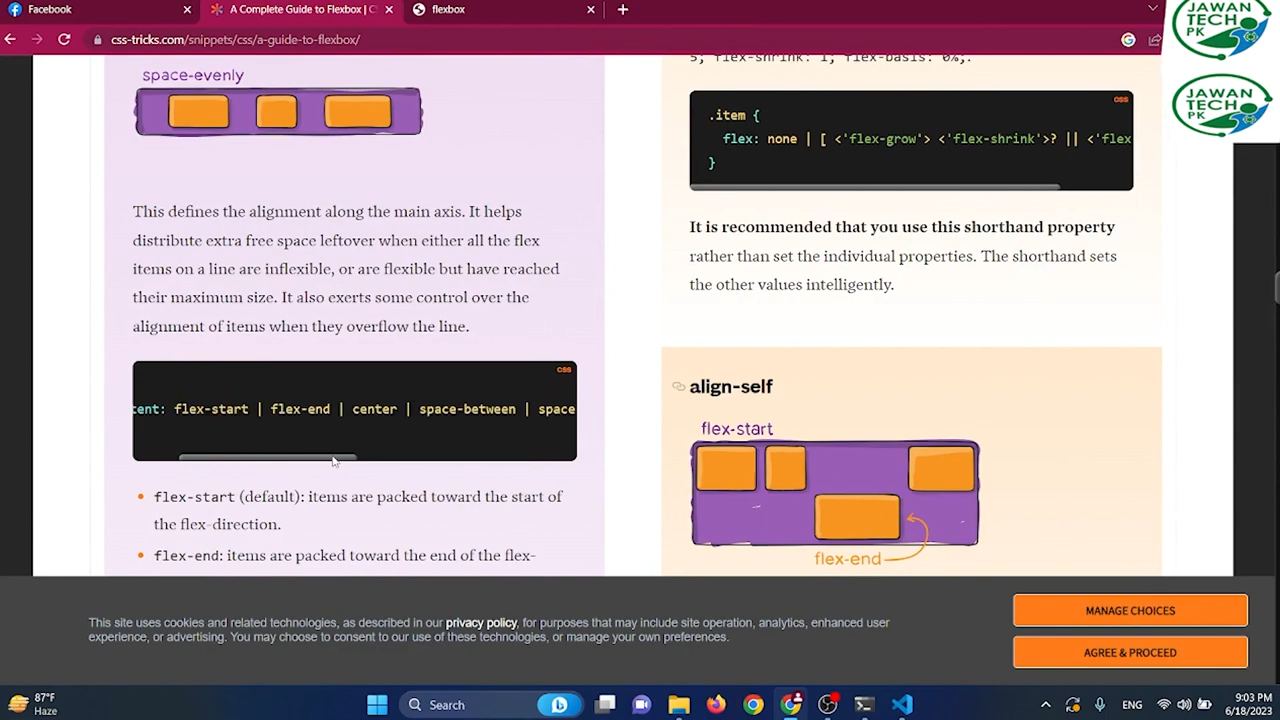 Facebook
A Complete Guide to Flexbox | C
flexbox
css-tricks.com/snippets/css/a-guide-to-flexbox/
JAWAN
TECH
PK
JAWAN
TECH
PK
space-evenly
This defines the alignment along the main axis. It helps
distribute extra free space leftover when either all the flex
items on a line are inflexible, or are flexible but have reached
their maximum size. It also exerts some control over the
alignment of items when they overflow the line.
CSS
tent: flex-start | flex-end | center | space-between | space
flex-start (default): items are packed toward the start of
the flex-direction.
flex-end: items are packed toward the end of the flex-
5; flex-shrink: 1; flex-basis: 0%;.
CSS
.item {
flex: none | [ <'flex-grow'> <'flex-shrink'>? || <'flex
}
It is recommended that you use this shorthand property
rather than set the individual properties. The shorthand sets
the other values intelligently.
align-self
flex-start
flex-end
This site uses cookies and related technologies, as described in our privacy policy, for purposes that may include site operation, analytics, enhanced user
experience, or advertising. You may choose to consent to our use of these technologies, or manage your own preferences.
MANAGE CHOICES
AGREE & PROCEED
87°F
Haze
Search
ENG
9:03 PM
6/18/2023